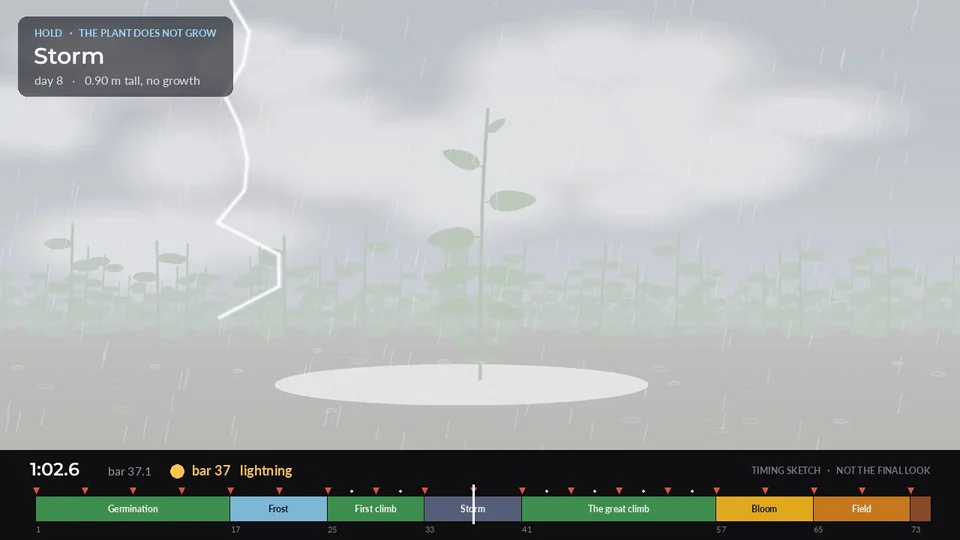 HOLD · THE PLANT DOES NOT GROW
Storm
day 8 · 0.90 m tall, no growth
1:02.6 bar 37.1 bar 37 lightning TIMING SKETCH · NOT THE FINAL LOOK
Germination Frost First climb Storm The great climb Bloom Field
1 17 25 33 41 57 65 73